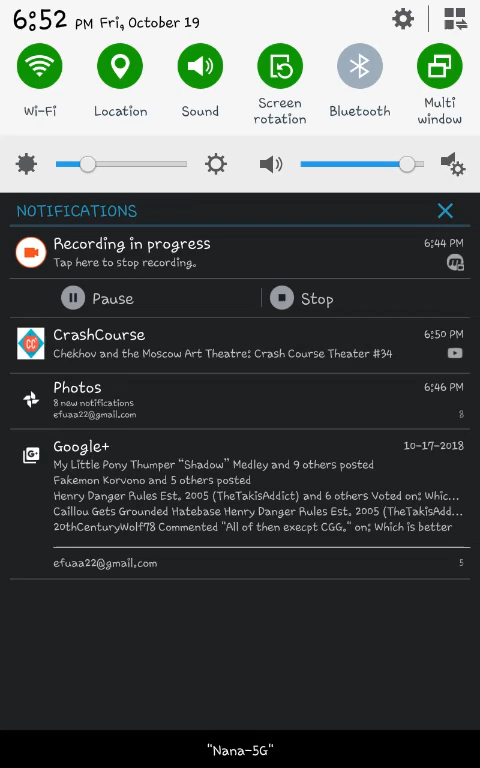 6:52 PM Fri, October 19
Wi-Fi
Location
Sound
Screen rotation
Bluetooth
Multi window
NOTIFICATIONS
Recording in progress 6:44 PM
Tap here to stop recording.
Pause Stop
CrashCourse 6:50 PM
CC
Chekhov and the Moscow Art Theatre: Crash Course Theater #34
Photos 6:46 PM
8 new notifications
efuaa22@gmail.com 8
Google+ 10-17-2018
G+
My Little Pony Thumper "Shadow" Medley and 9 others posted
Fakemon Korvono and 5 others posted
Henry Danger Rules Est. 2005 (TheTakisAddict) and 6 others Voted on: Whic...
Caillou Gets Grounded Hatebase Henry Danger Rules Est. 2005 (TheTakisAdd...
20thCenturyWolf78 Commented "All of then execpt CGG." on: Which is better
efuaa22@gmail.com 5
"Nana-5G"